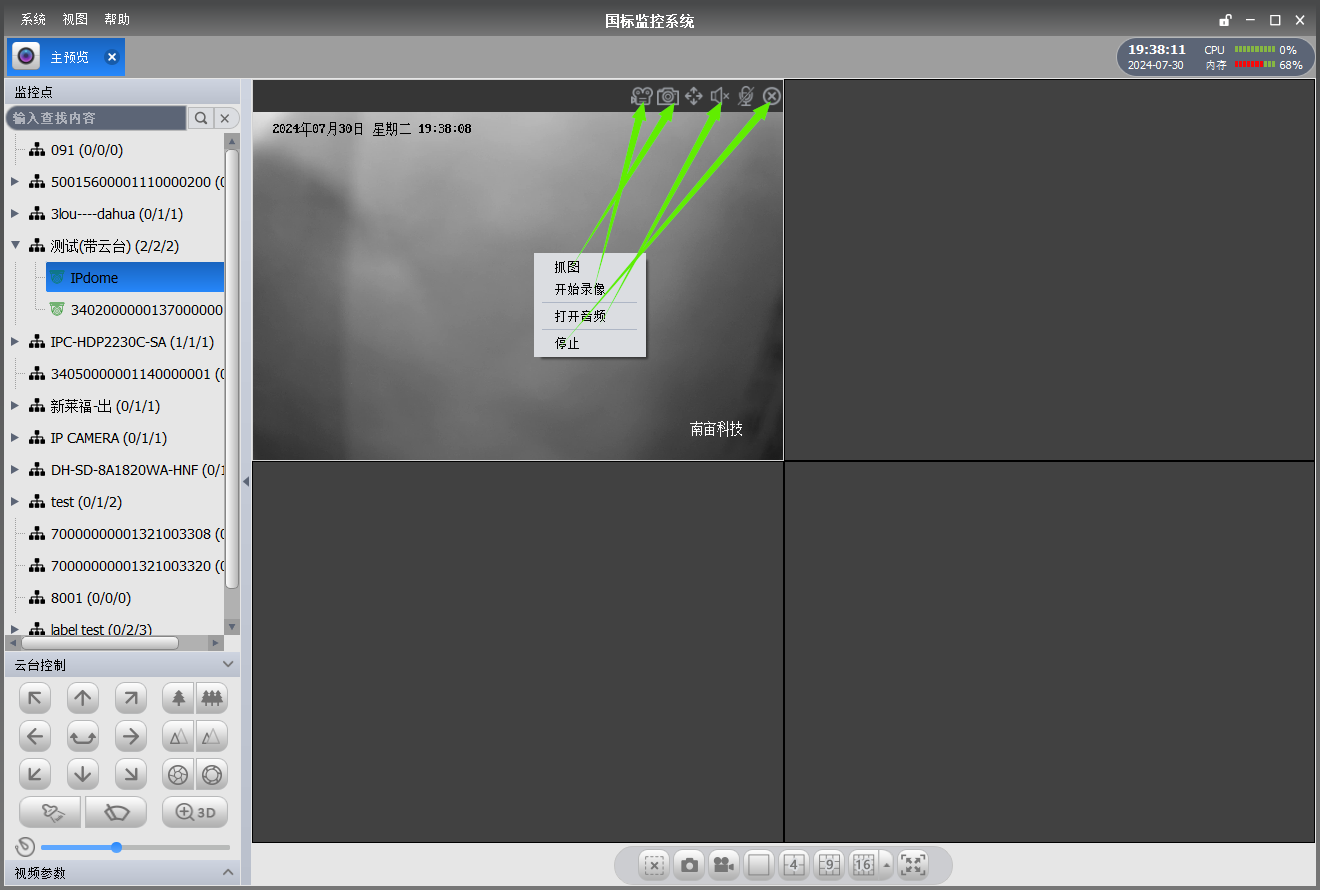 系统 视图 帮助
国标监控系统
主预览
19:38:11 CPU 0%
2024-07-30 内存 68%
监控点
输入查找内容
091 (0/0/0)
50015600001110000200 (0
3lou----dahua (0/1/1)
测试(带云台) (2/2/2)
IPdome
3402000000137000000
IPC-HDP2230C-SA (1/1/1)
34050000001140000001 (0
新莱福-出 (0/1/1)
IP CAMERA (0/1/1)
DH-SD-8A1820WA-HNF (0/1
test (0/1/2)
70000000001321003308 (0
70000000001321003320 (0
8001 (0/0/0)
label test (0/2/3)
云台控制
3D
视频参数
2024年07月30日 星期二 19:38:08
抓图
开始录像
打开音频
停止
南宙科技
4 9 16